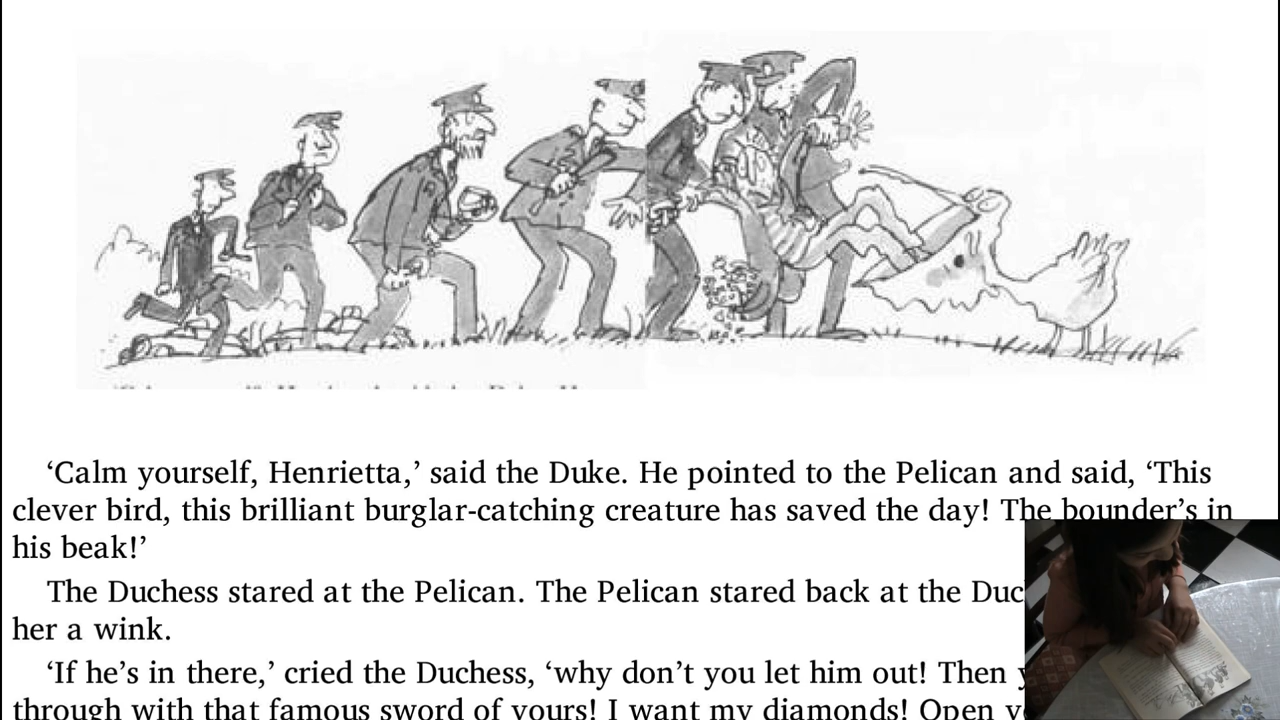 ‘Calm yourself, Henrietta,’ said the Duke. He pointed to the Pelican and said, ‘This
clever bird, this brilliant burglar-catching creature has saved the day! The bounder’s in
his beak!’
The Duchess stared at the Pelican. The Pelican stared back at the Duc
her a wink.
‘If he’s in there,’ cried the Duchess, ‘why don’t you let him out! Then
through with that famous sword of yours! I want my diamonds! Open